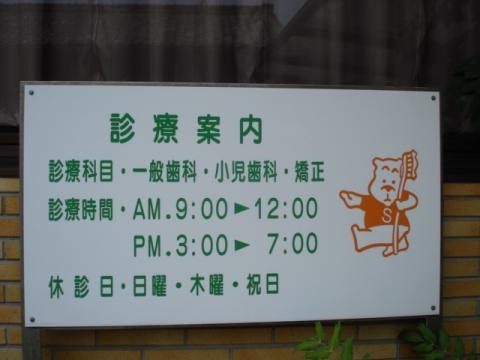 診療案内
診療科目・一般歯科・小児歯科・矯正
診療時間・AM.9:00►12:00
PM.3:00►7:00
休診日・日曜・木曜・祝日
S